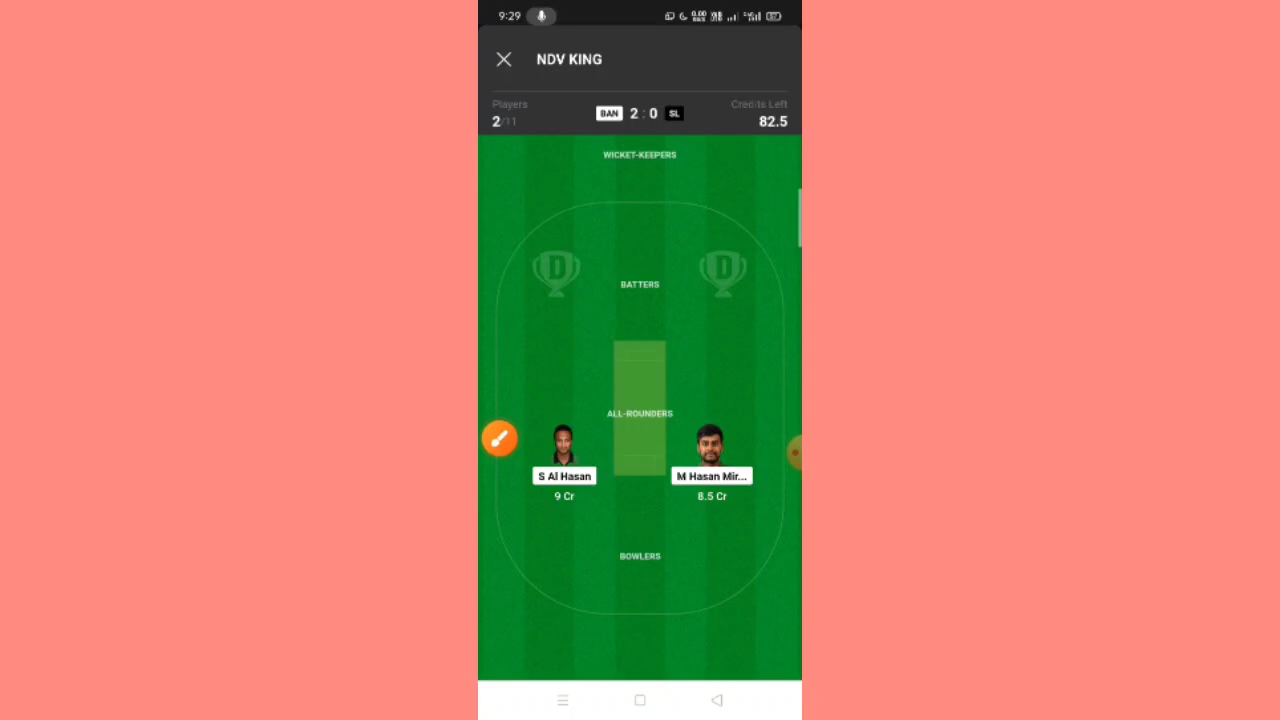 9:29
NDV KING
Players
Credits Left
2/11
BAN 2 : 0 SL
82.5
WICKET-KEEPERS
D D
BATTERS
ALL-ROUNDERS
S Al Hasan
M Hasan Mir...
9 Cr
8.5 Cr
BOWLERS